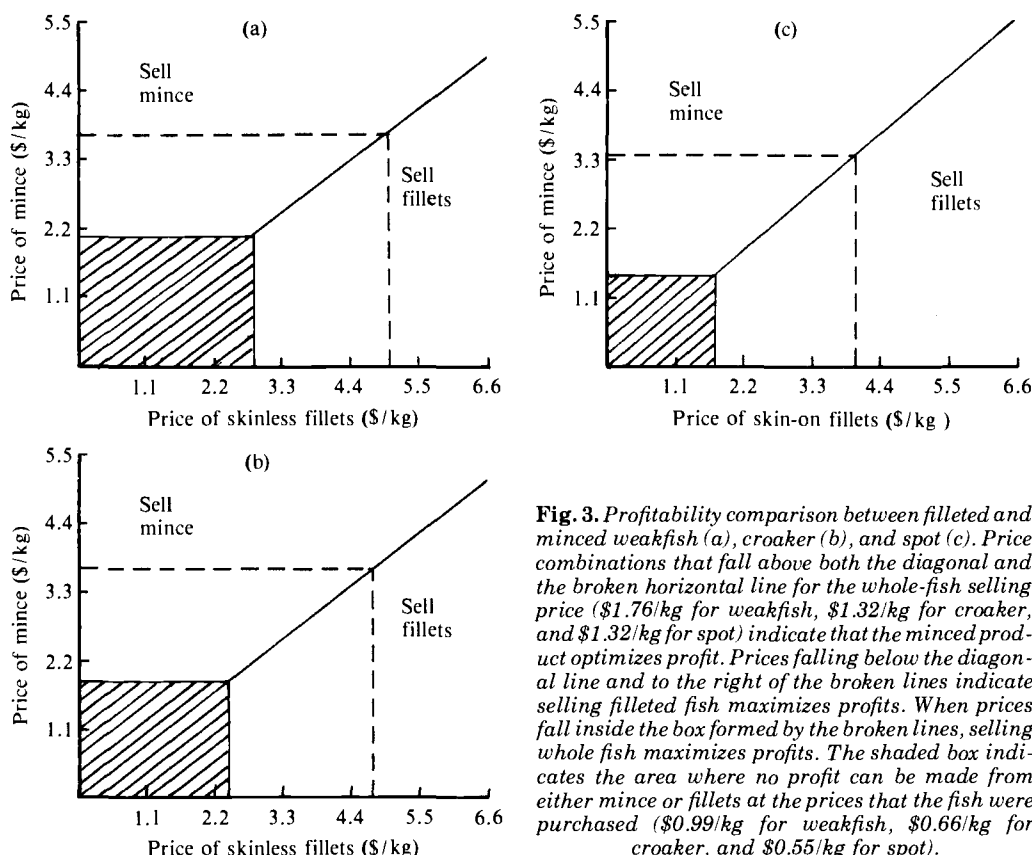 (a)
5.5
4.4
3.3
2.2
1.1
Price of mince ($/kg)
Sell
mince
Sell
fillets
1.1 2.2 3.3 4.4 5.5 6.6
Price of skinless fillets ($/kg)
(c)
5.5
4.4
3.3
2.2
1.1
Price of mince ($/kg)
Sell
mince
Sell
fillets
1.1 2.2 3.3 4.4 5.5 6.6
Price of skin-on fillets ($/kg )
(b)
5.5
4.4
3.3
2.2
1.1
Price of mince ($/kg)
Sell
mince
Sell
fillets
1.1 2.2 3.3 4.4 5.5 6.6
Price of skinless fillets ($/kg)
Fig. 3. Profitability comparison between filleted and
minced weakfish (a), croaker (b), and spot (c). Price
combinations that fall above both the diagonal and
the broken horizontal line for the whole-fish selling
price ($1.76/kg for weakfish, $1.32/kg for croaker,
and $1.32/kg for spot) indicate that the minced prod-
uct optimizes profit. Prices falling below the diagon-
al line and to the right of the broken lines indicate
selling filleted fish maximizes profits. When prices
fall inside the box formed by the broken lines, selling
whole fish maximizes profits. The shaded box indi-
cates the area where no profit can be made from
either mince or fillets at the prices that the fish were
purchased ($0.99/kg for weakfish, $0.66/kg for
croaker, and $0.55/kg for spot).